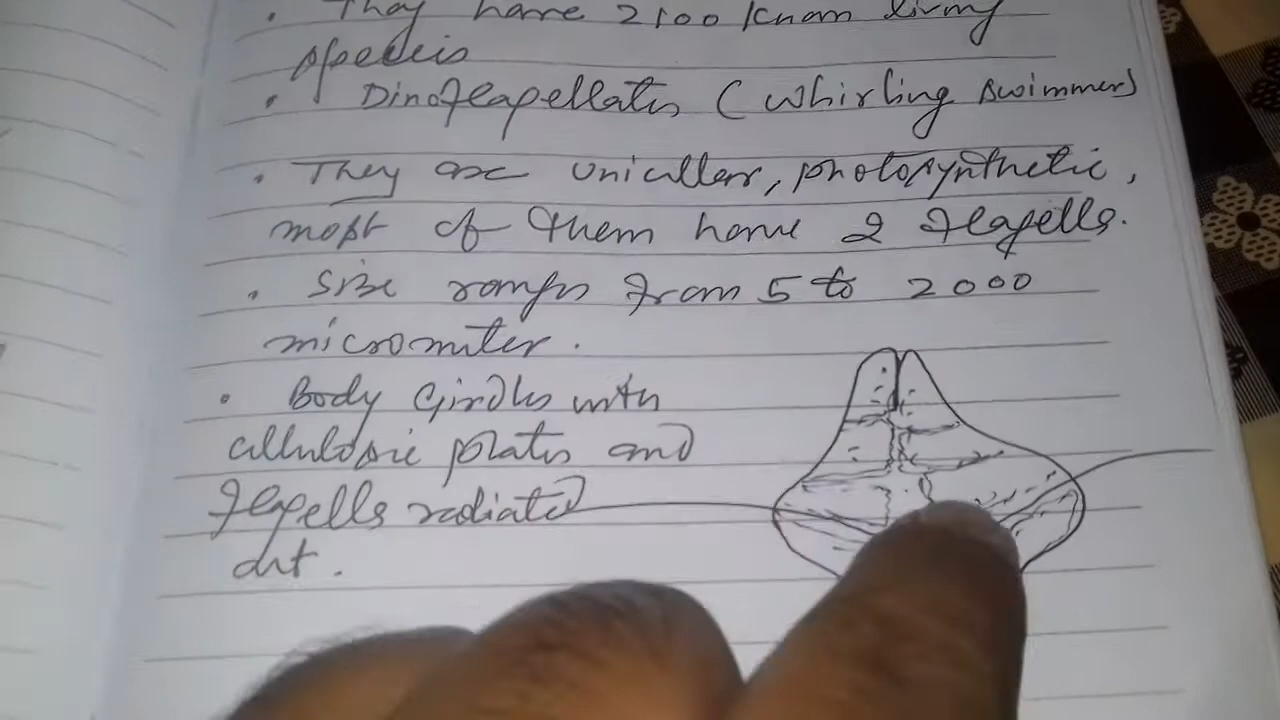 • They have 2100 known living
species
• Dinoflagellates (Whirling Swimmers)
• They are unicellar, photosynthetic,
most of them have 2 flagella.
• Size ranges from 5 to 2000
micrometer.
• Body Girdles with
cellulosic plates and
flagella radiated
out.